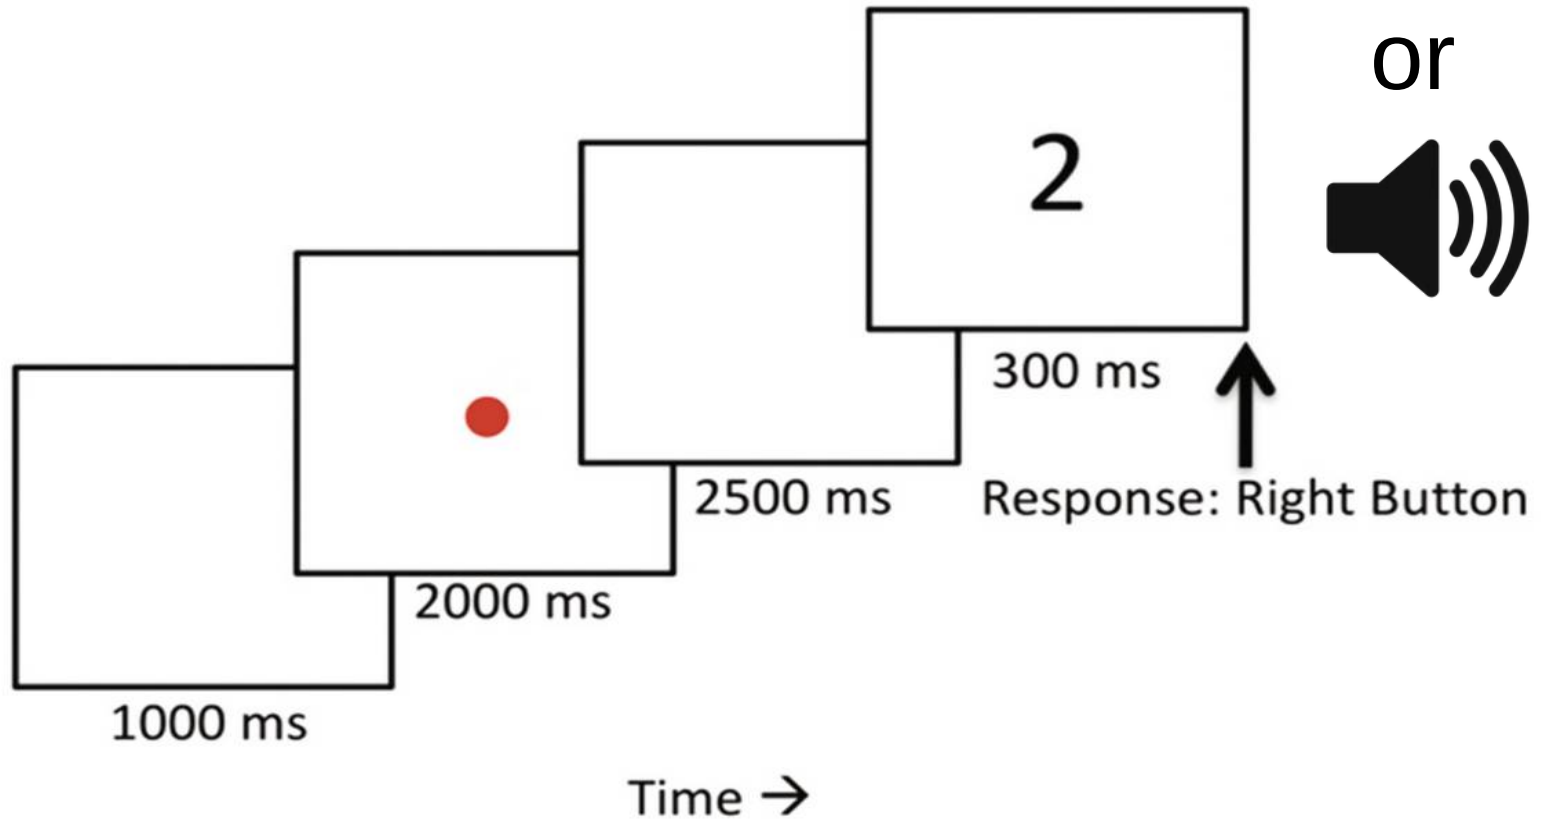 or
2
300 ms
2500 ms
Response: Right Button
2000 ms
1000 ms
Time →